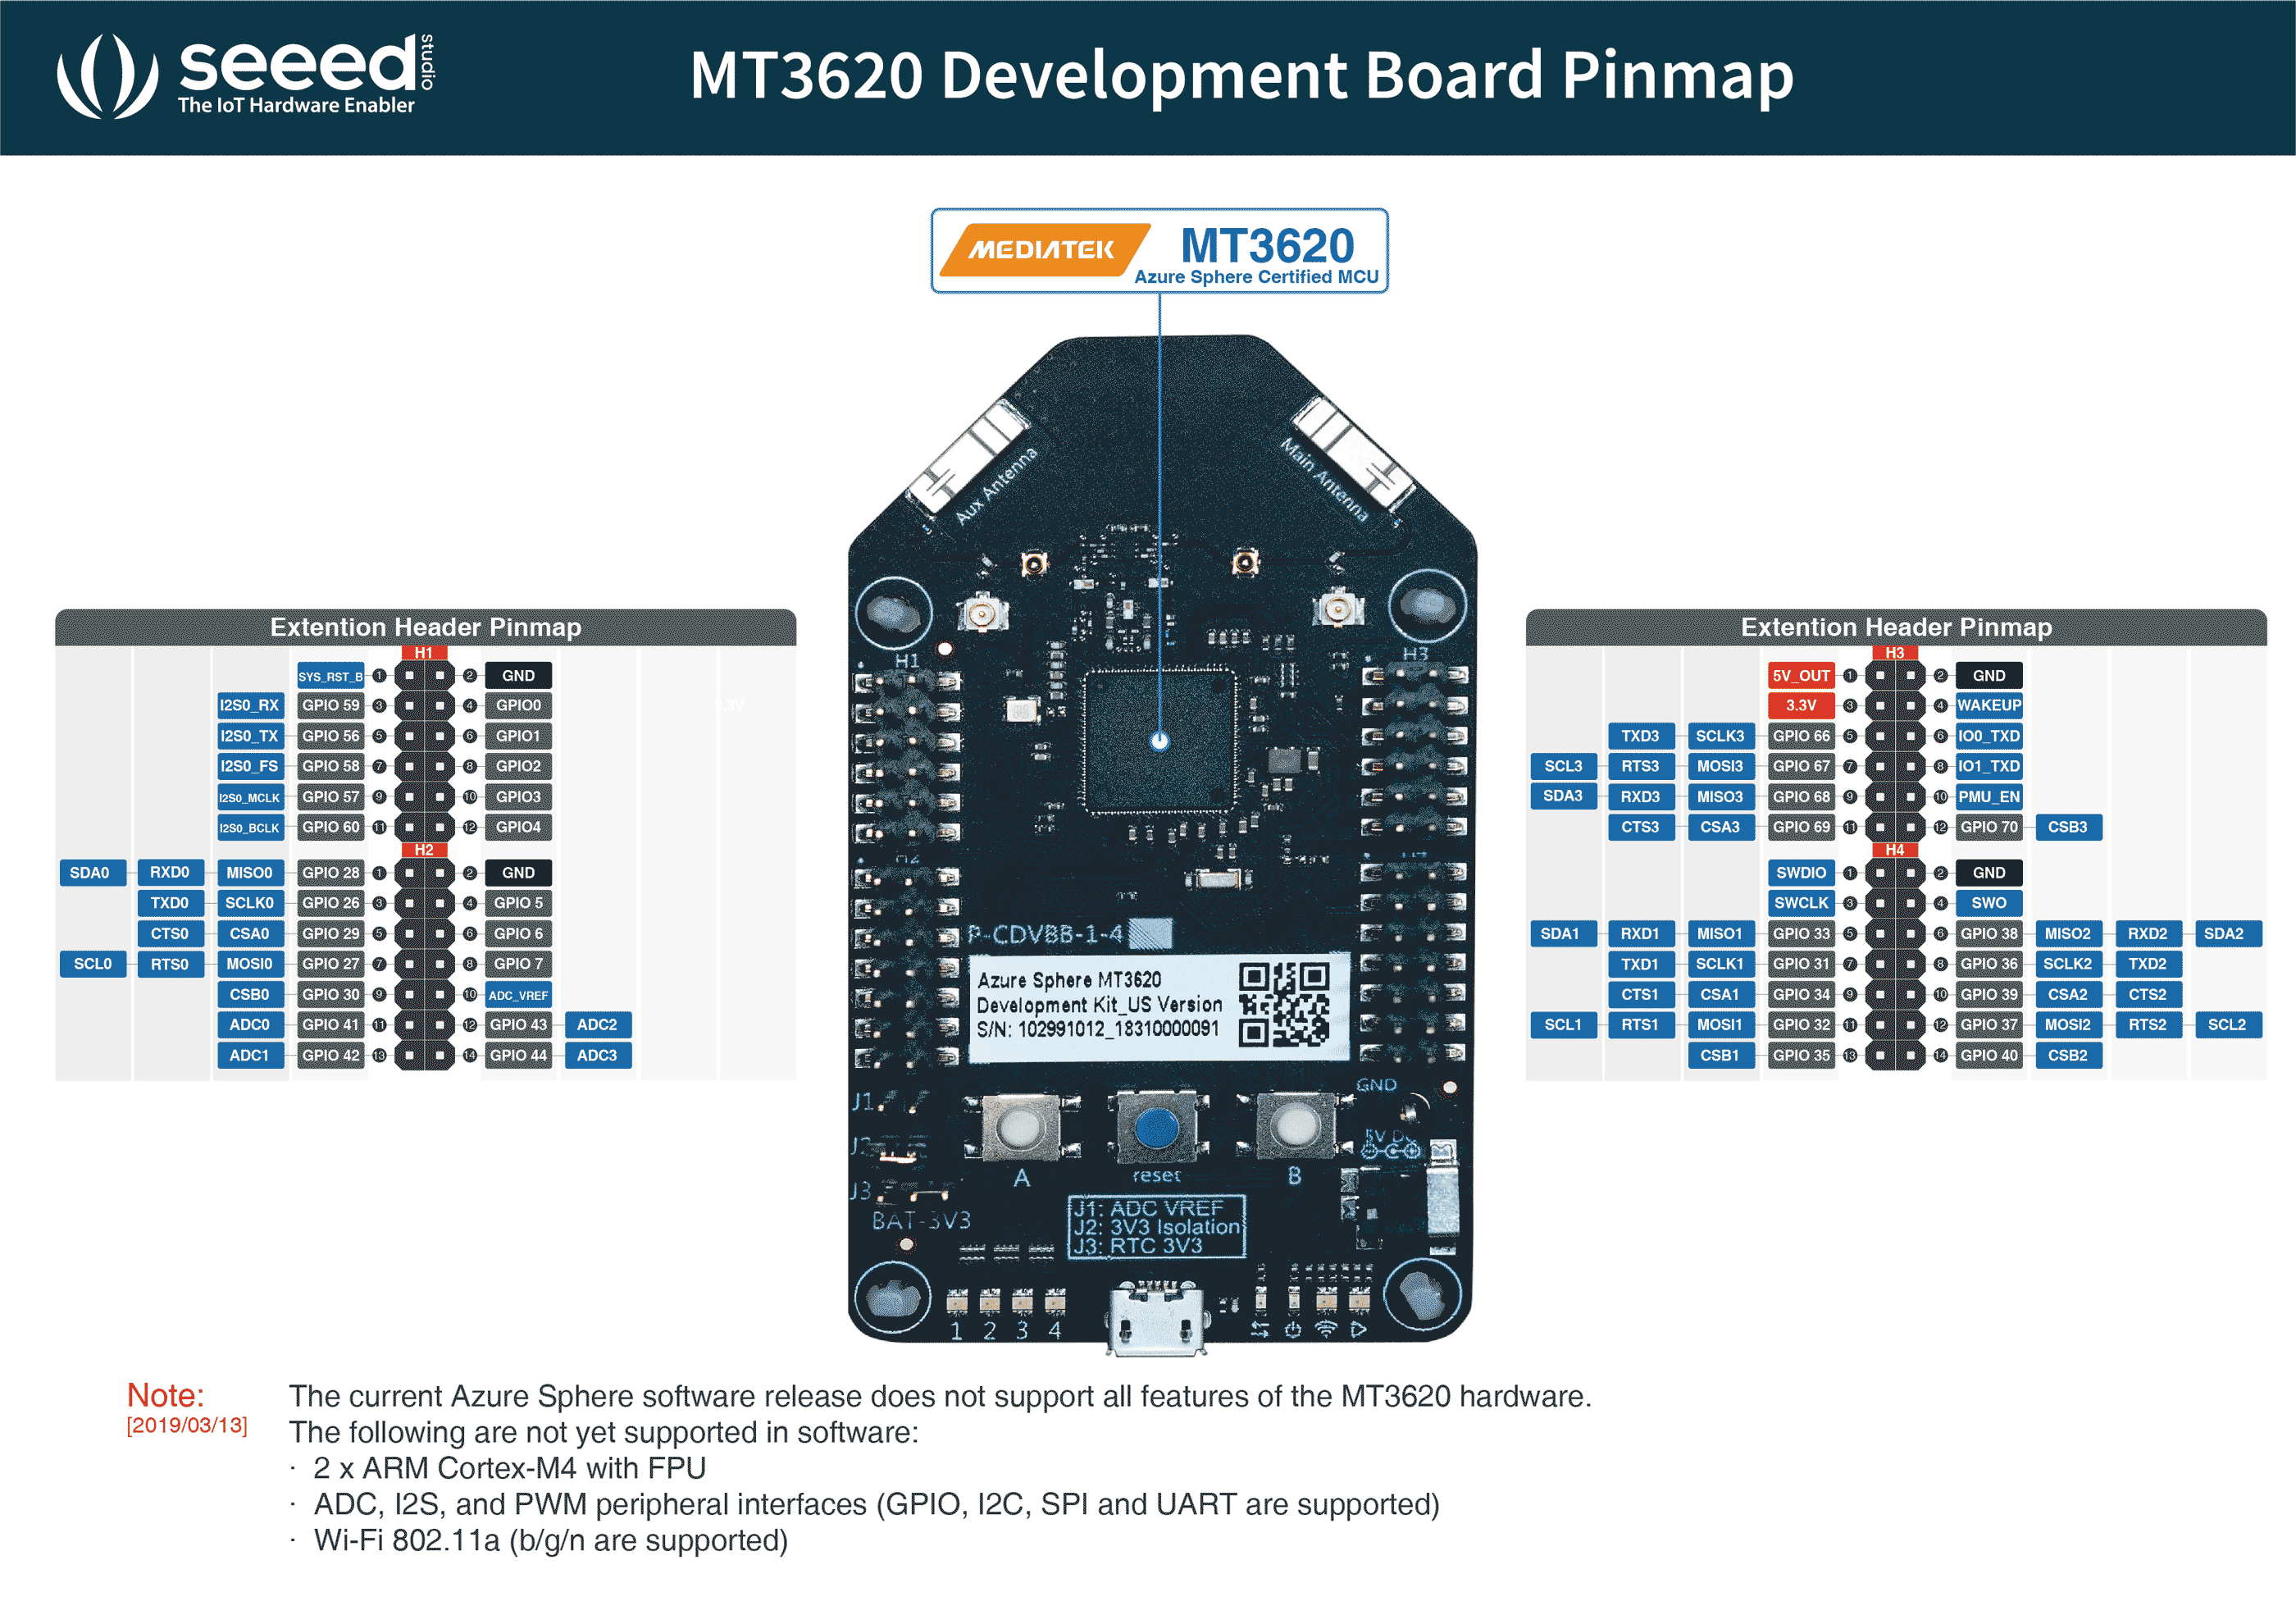 seeed studio
The IoT Hardware Enabler
MT3620 Development Board Pinmap
MEDIATEK MT3620
Azure Sphere Certified MCU
Aux Antenna
Main Antenna
Extention Header Pinmap
H1
SYS_RST_B 1 2 GND
I2S0_RX GPIO 59 3 4 GPIO0
3.3V
I2S0_TX GPIO 56 5 6 GPIO1
I2S0_FS GPIO 58 7 8 GPIO2
I2S0_MCLK GPIO 57 9 10 GPIO3
I2S0_BCLK GPIO 60 11 12 GPIO4
H2
SDA0 RXD0 MISO0 GPIO 28 1 2 GND
TXD0 SCLK0 GPIO 26 3 4 GPIO 5
CTS0 CSA0 GPIO 29 5 6 GPIO 6
SCL0 RTS0 MOSI0 GPIO 27 7 8 GPIO 7
CSB0 GPIO 30 9 10 ADC_VREF
ADC0 GPIO 41 11 12 GPIO 43 ADC2
ADC1 GPIO 42 13 14 GPIO 44 ADC3
H1
H3
H2
P-CDVBB-1-4
Azure Sphere MT3620
Development Kit_US Version
S/N: 102991012_18310000091
GND
J1
J2
5V DC
A
reset
B
J3
BAT-3V3
J1: ADC VREF
J2: 3V3 Isolation
J3: RTC 3V3
1 2 3 4
Extention Header Pinmap
H3
5V_OUT 1 2 GND
3.3V 3 4 WAKEUP
TXD3 SCLK3 GPIO 66 5 6 IO0_TXD
SCL3 RTS3 MOSI3 GPIO 67 7 8 IO1_TXD
SDA3 RXD3 MISO3 GPIO 68 9 10 PMU_EN
CTS3 CSA3 GPIO 69 11 12 GPIO 70 CSB3
H4
SWDIO 1 2 GND
SWCLK 3 4 SWO
SDA1 RXD1 MISO1 GPIO 33 5 6 GPIO 38 MISO2 RXD2 SDA2
TXD1 SCLK1 GPIO 31 7 8 GPIO 36 SCLK2 TXD2
CTS1 CSA1 GPIO 34 9 10 GPIO 39 CSA2 CTS2
SCL1 RTS1 MOSI1 GPIO 32 11 12 GPIO 37 MOSI2 RTS2 SCL2
CSB1 GPIO 35 13 14 GPIO 40 CSB2
Note:
[2019/03/13]
The current Azure Sphere software release does not support all features of the MT3620 hardware.
The following are not yet supported in software:
· 2 x ARM Cortex-M4 with FPU
· ADC, I2S, and PWM peripheral interfaces (GPIO, I2C, SPI and UART are supported)
· Wi-Fi 802.11a (b/g/n are supported)